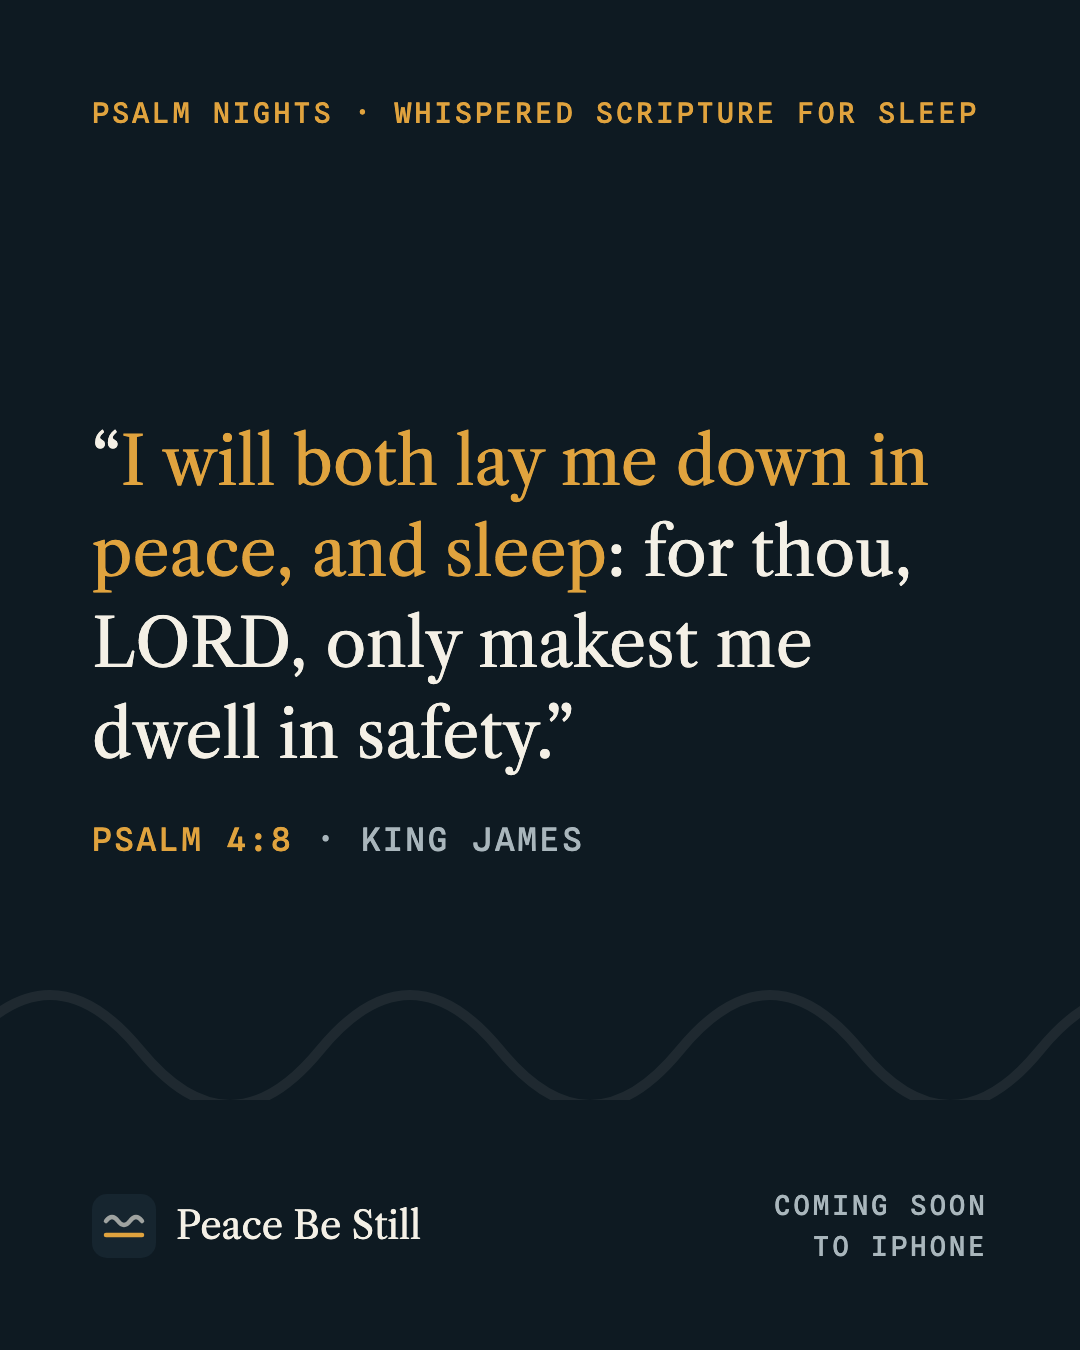 PSALM NIGHTS · WHISPERED SCRIPTURE FOR SLEEP
“I will both lay me down in
peace, and sleep: for thou,
LORD, only makest me
dwell in safety.”
PSALM 4:8 · KING JAMES
Peace Be Still
COMING SOON
TO IPHONE